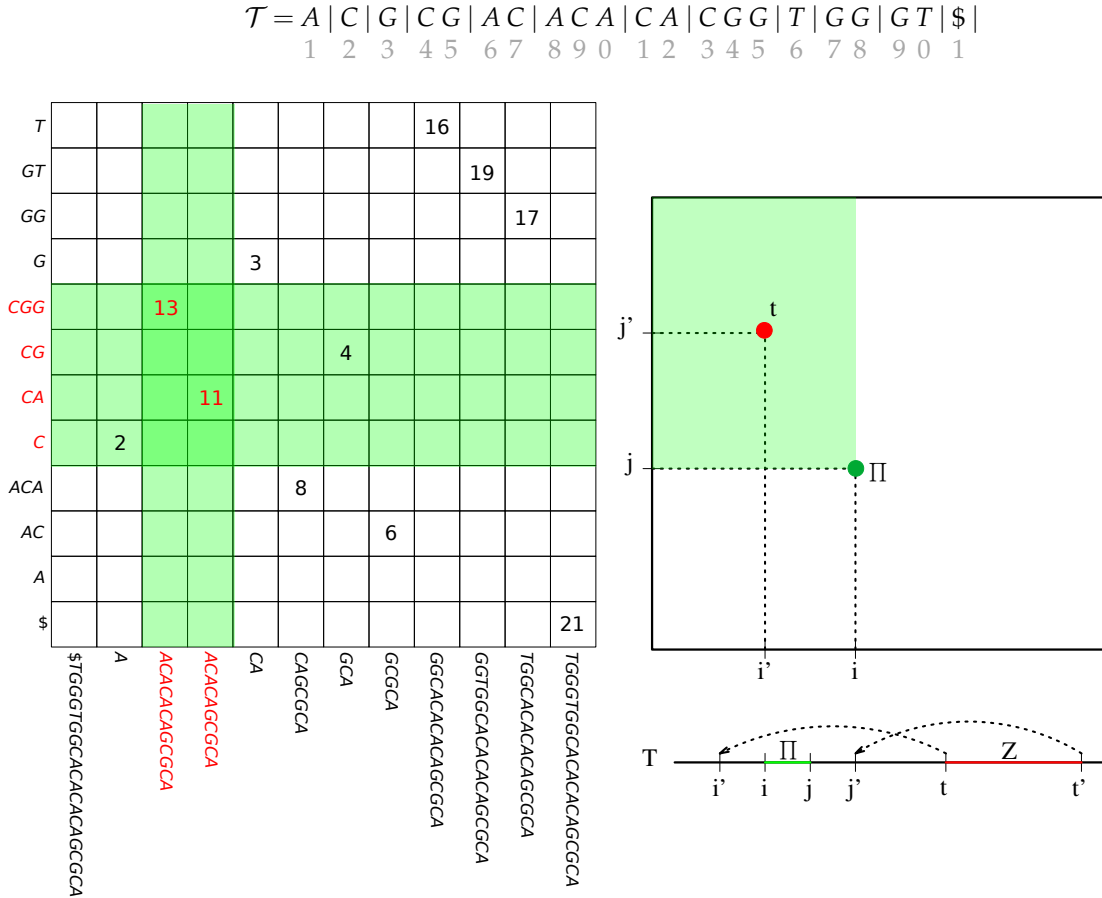 𝒯 = A | C | G | C G | A C | A C A | C A | C G G | T | G G | G T | $ |
1 2 3 4 5 6 7 8 9 0 1 2 3 4 5 6 7 8 9 0 1
T 16
GT 19
GG 17
G 3
CGG 13
CG 4
CA 11
C 2
ACA 8
AC 6
A
$ 21
$TGGGTGGCACACACAGCGCA
A
ACACACAGCGCA
ACACAGCGCA
CA
CAGCGCA
GCA
GCGCA
GGCACACACAGCGCA
GGTGGCACACACAGCGCA
TGGCACACACAGCGCA
TGGGTGGCACACACAGCGCA
t
j'
j
Π
i' i
T Π Z
i' i j j' t t'